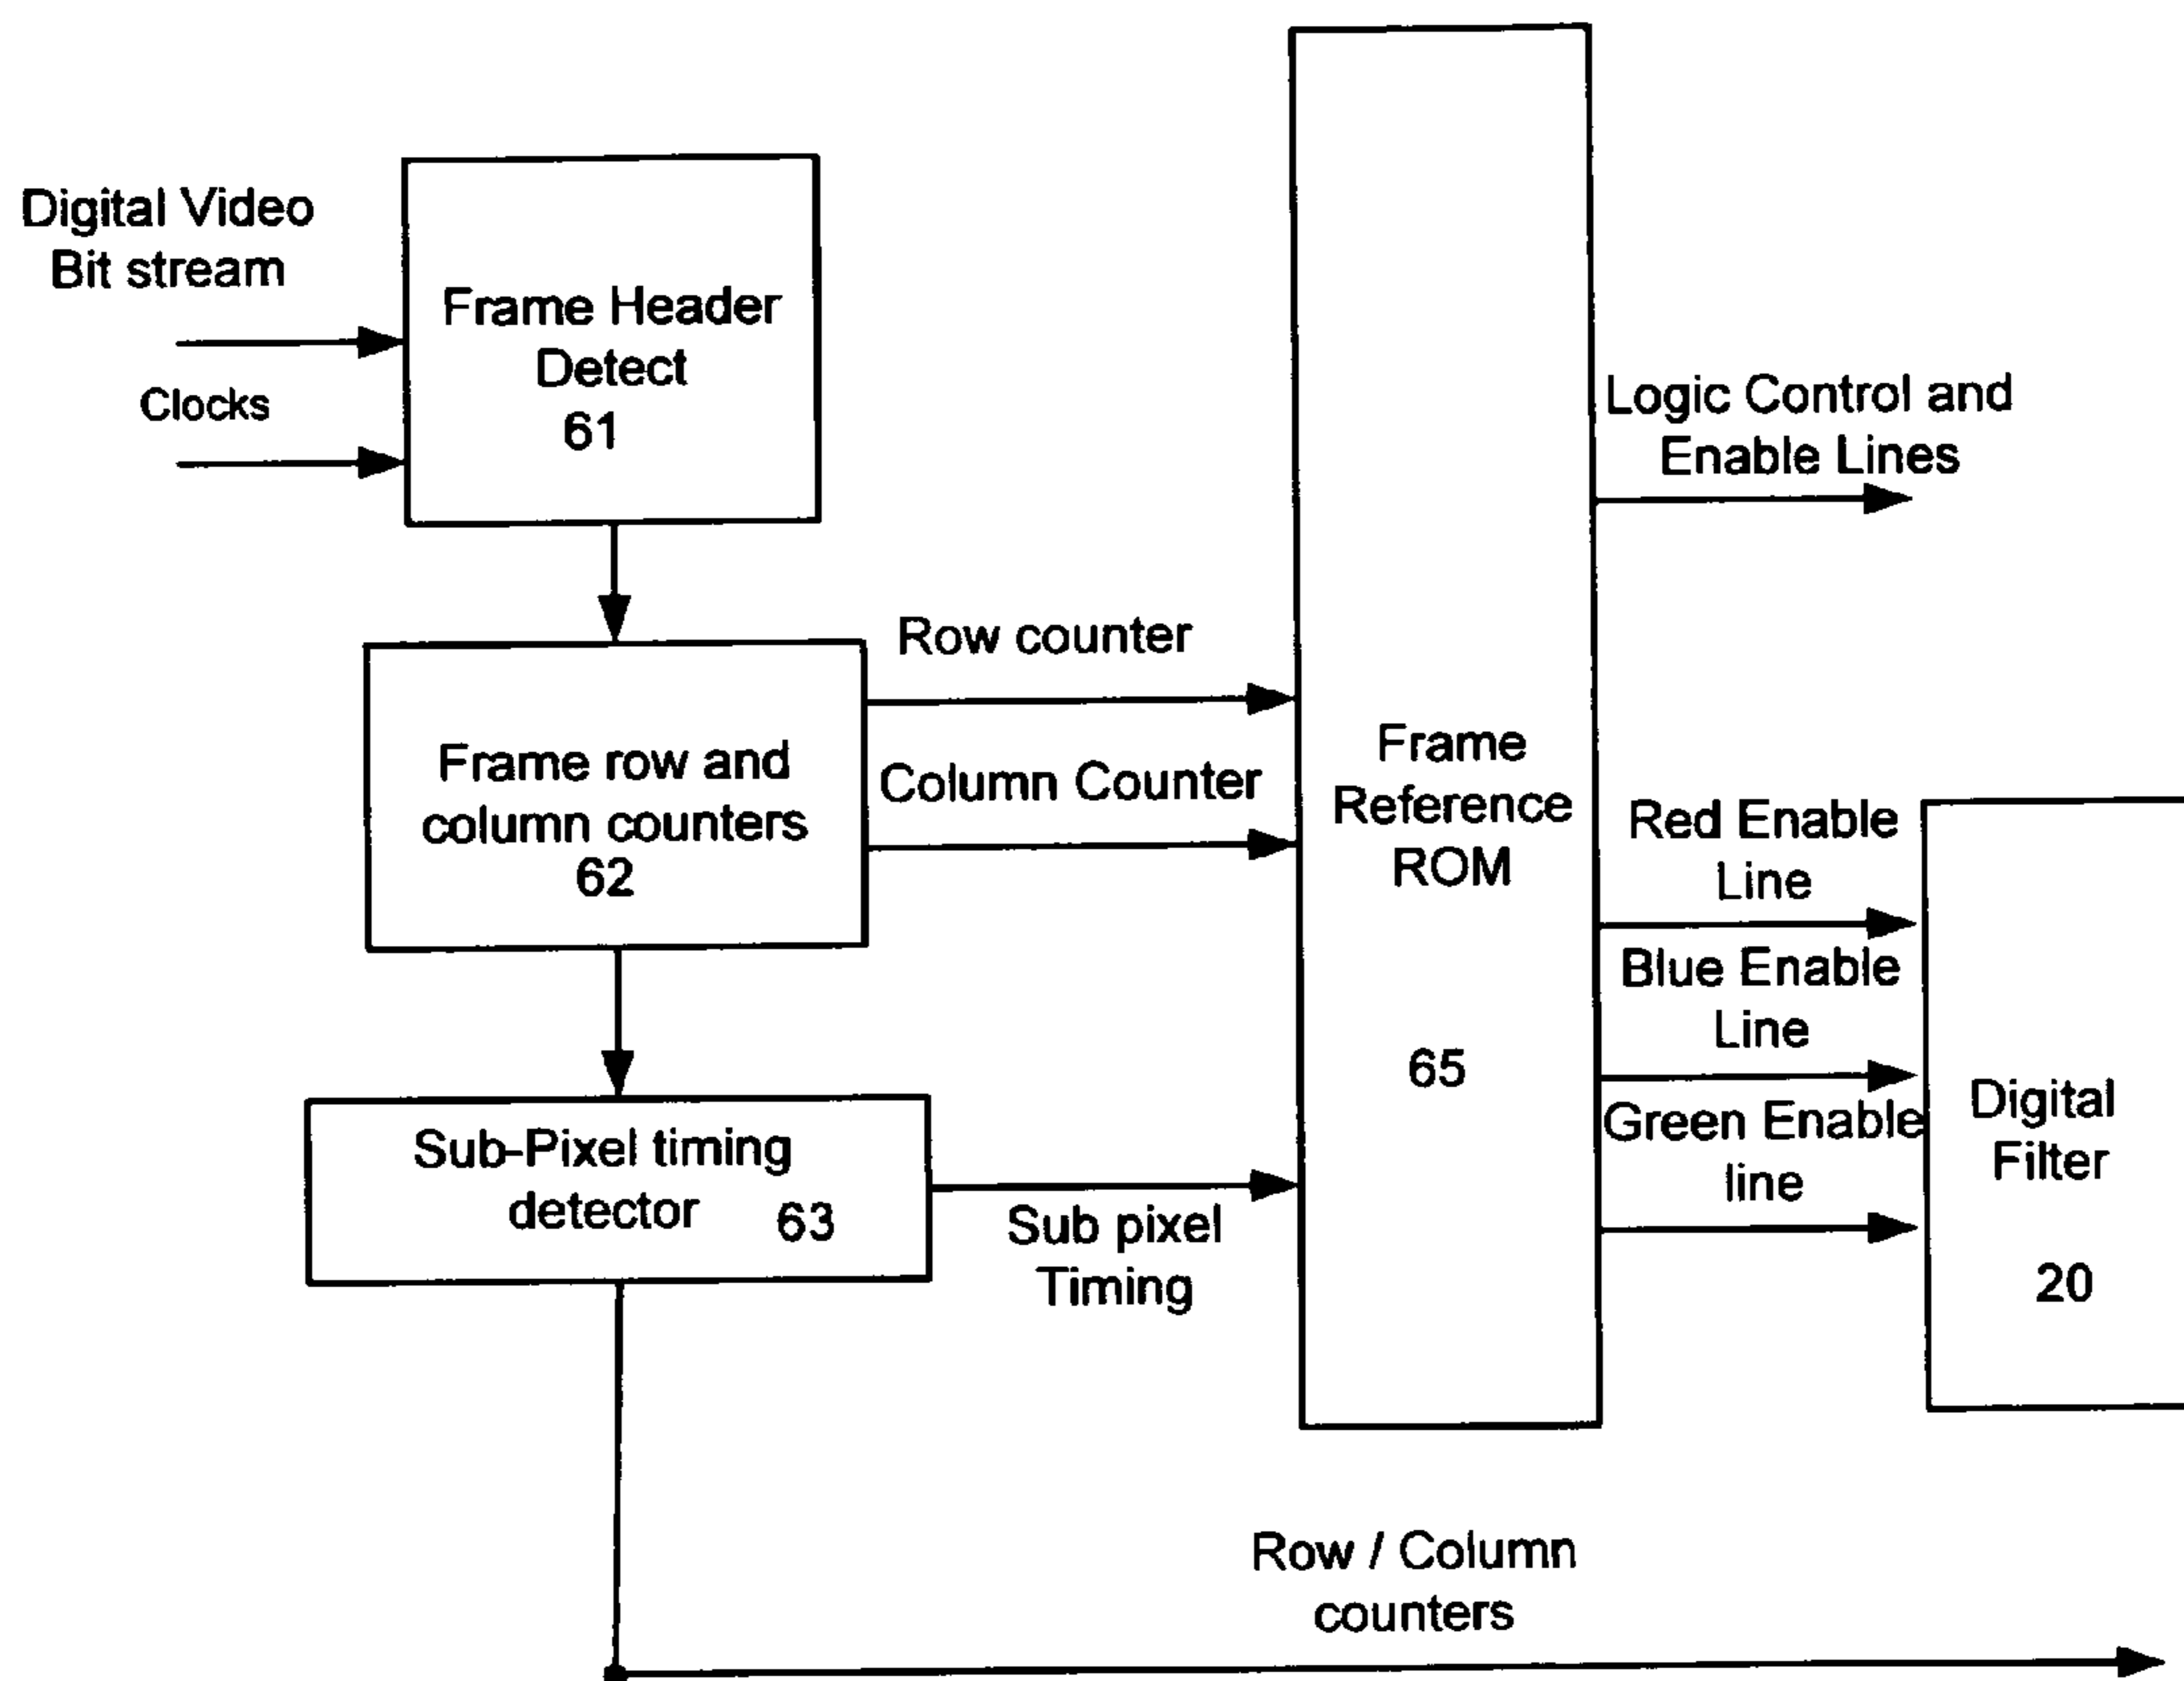 Digital Video
Bit stream
Clocks
Frame Header
Detect
61
Frame row and
column counters
62
Row counter
Column Counter
Sub-Pixel timing
detector 63
Sub pixel
Timing
Frame
Reference
ROM
65
Logic Control and
Enable Lines
Red Enable
Line
Blue Enable
Line
Green Enable
line
Digital
Filter
20
Row / Column
counters